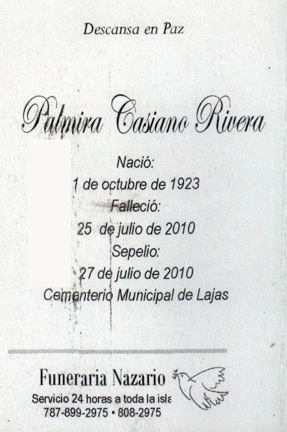 Descansa en Paz
Palmira Casiano Rivera
Nació:
1 de octubre de 1923
Falleció:
25 de julio de 2010
Sepelio:
27 de julio de 2010
Cementerio Municipal de Lajas
Funeraria Nazario
Servicio 24 horas a toda la isla
787-899-2975 • 808-2975